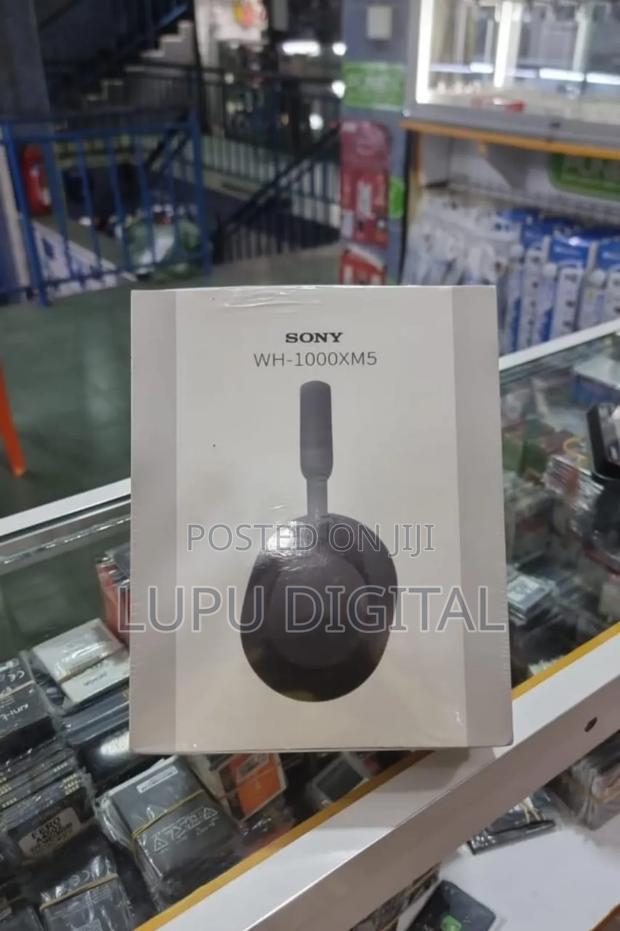 SONY
WH-1000XM5
POSTED ON JIJI
LUPU DIGITAL